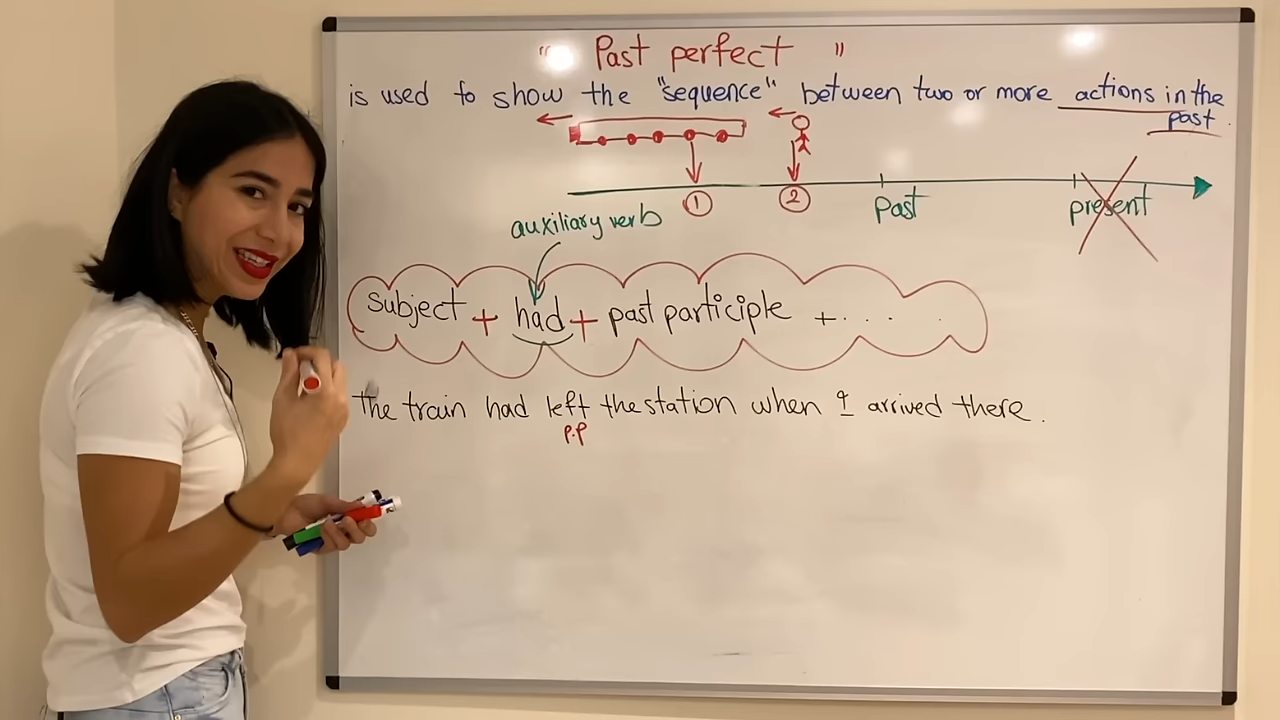 " Past perfect "
is used to show the "sequence" between two or more actions in the
past.
1 2 past present
auxiliary verb
subject + had + past participle + . . . .
The train had left the station when I arrived there.
P.P